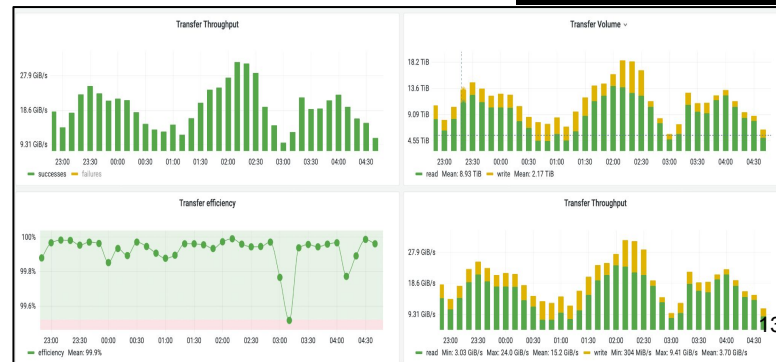 Transfer Throughput
27.9 GiB/s
18.6 GiB/s
9.31 GiB/s
23:00 23:30 00:00 00:30 01:00 01:30 02:00 02:30 03:00 03:30 04:00 04:30
successes failures
Transfer Volume
18.2 TiB
13.6 TiB
9.09 TiB
4.55 TiB
23:00 23:30 00:00 00:30 01:00 01:30 02:00 02:30 03:00 03:30 04:00 04:30
read Mean: 8.93 TiB write Mean: 2.17 TiB
Transfer efficiency
100%
99.8%
99.6%
23:00 23:30 00:00 00:30 01:00 01:30 02:00 02:30 03:00 03:30 04:00 04:30
efficiency Mean: 99.9%
Transfer Throughput
27.9 GiB/s
18.6 GiB/s
9.31 GiB/s
23:00 23:30 00:00 00:30 01:00 01:30 02:00 02:30 03:00 03:30 04:00 04:30
read Min: 3.03 GiB/s Max: 24.0 GiB/s Mean: 15.2 GiB/s write Min: 304 MiB/s Max: 9.41 GiB/s Mean: 3.70 GiB/s
13